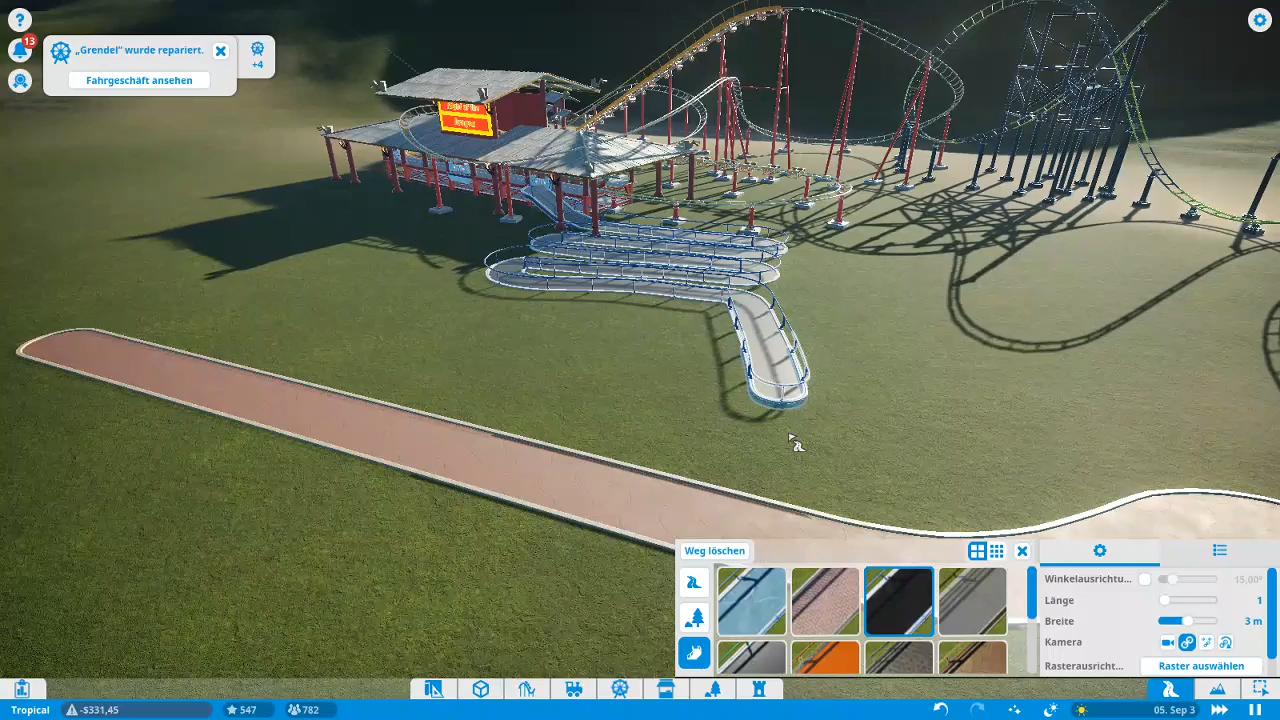 ?
13
„Grendel“ wurde repariert.
+4
Fahrgeschäft ansehen
Weg löschen
Winkelausrichtu...
15,00°
Länge
1
Breite
3 m
Kamera
Rasterausricht...
Raster auswählen
Tropical
-$331,45
547
782
05. Sep 3